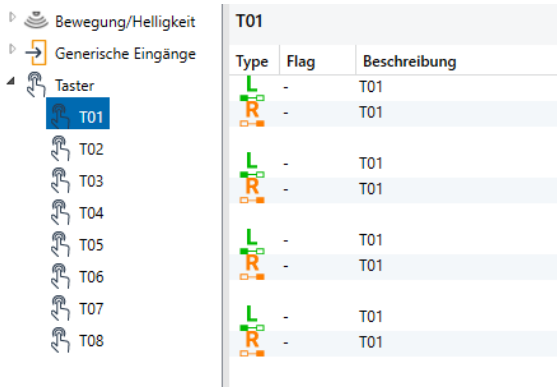 Bewegung/Helligkeit
Generische Eingänge
Taster
T01
T02
T03
T04
T05
T06
T07
T08
T01
Type Flag Beschreibung
L - T01
R - T01
L - T01
R - T01
L - T01
R - T01
L - T01
R - T01